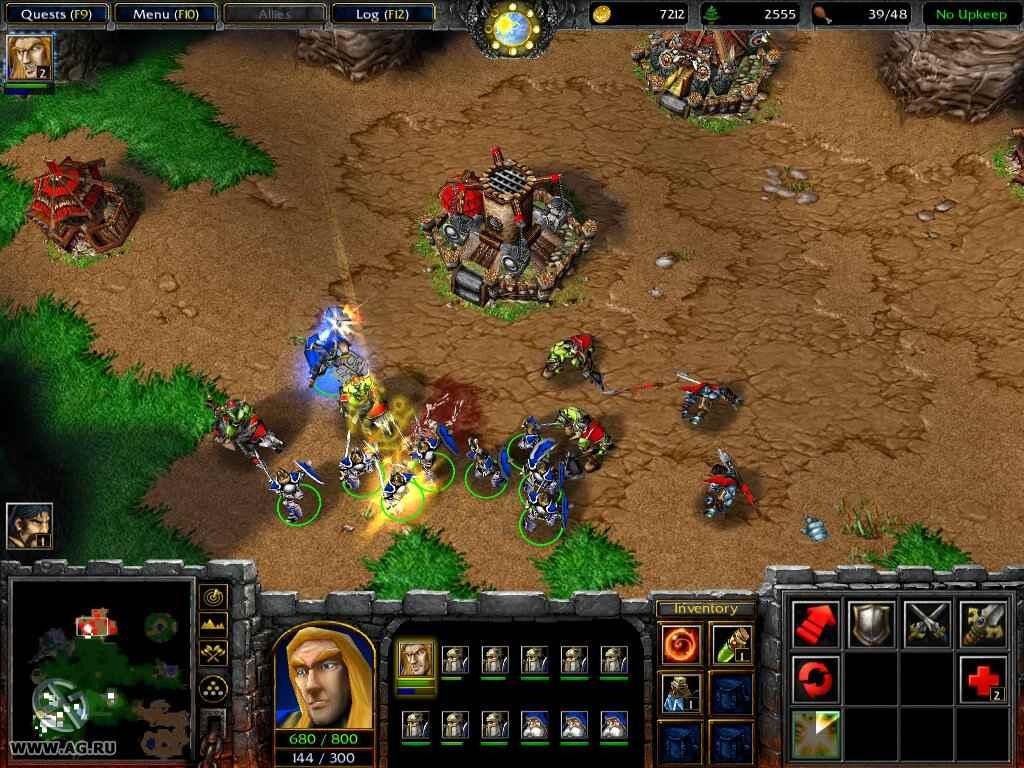 Quests (F9) Menu (F10) Allies Log (F12) 7212 2555 39/48 No Upkeep
2
1
Inventory
1
1
2
680 / 800
144 / 300
WWW.AG.RU